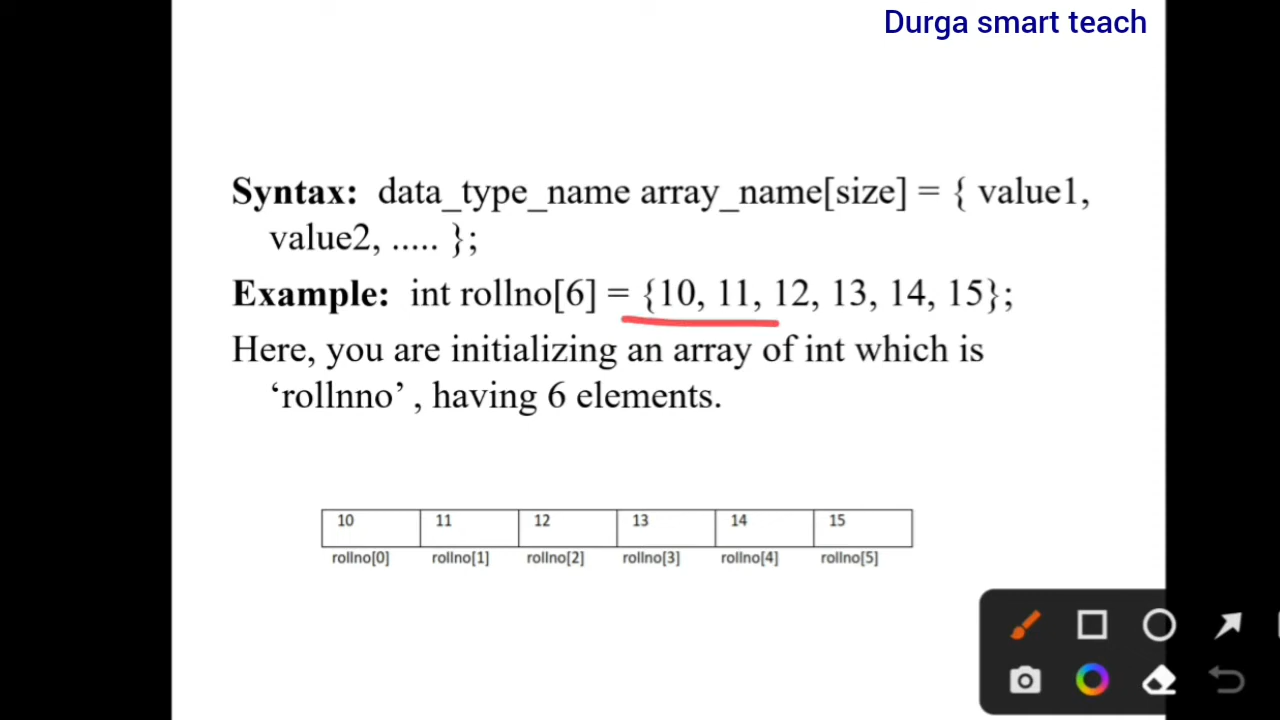 Durga smart teach
Syntax: data_type_name array_name[size] = { value1,
value2, ..... };
Example: int rollno[6] = {10, 11, 12, 13, 14, 15};
Here, you are initializing an array of int which is
‘rollnno’ , having 6 elements.
10 11 12 13 14 15
rollno[0] rollno[1] rollno[2] rollno[3] rollno[4] rollno[5]